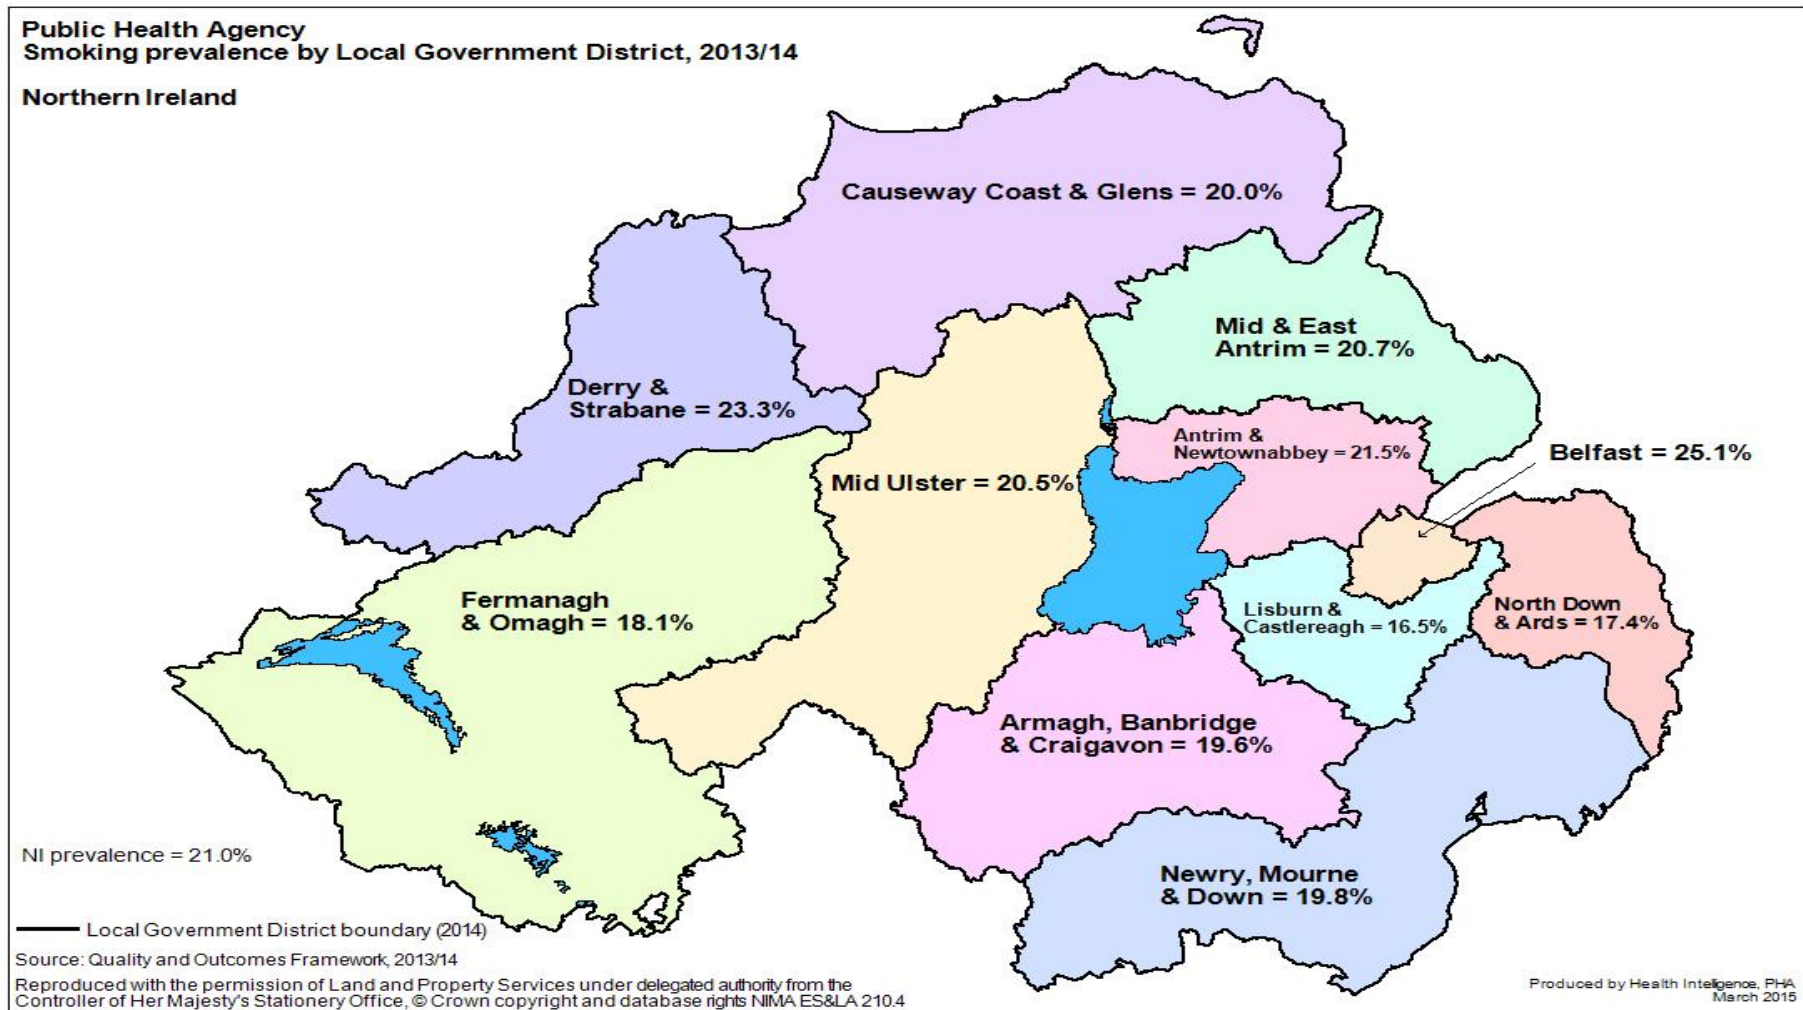 Public Health Agency
Smoking prevalence by Local Government District, 2013/14
Northern Ireland
Causeway Coast & Glens = 20.0%
Mid & East
Antrim = 20.7%
Derry &
Strabane = 23.3%
Antrim &
Newtownabbey = 21.5%
Belfast = 25.1%
Mid Ulster = 20.5%
Fermanagh
& Omagh = 18.1%
Lisburn &
Castlereagh = 16.5%
North Down
& Ards = 17.4%
Armagh, Banbridge
& Craigavon = 19.6%
Newry, Mourne
& Down = 19.8%
NI prevalence = 21.0%
Local Government District boundary (2014)
Source: Quality and Outcomes Framework, 2013/14
Reproduced with the permission of Land and Property Services under delegated authority from the
Controller of Her Majesty's Stationery Office, © Crown copyright and database rights NIMA ES&LA 210.4
Produced by Health Intelligence, PHA
March 2015